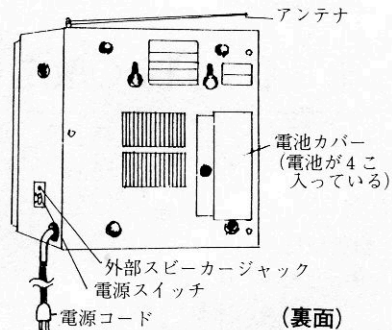 アンテナ
電池カバー
(電池が4こ
入っている)
外部スピーカージャック
電源スイッチ
電源コード
(裏面)